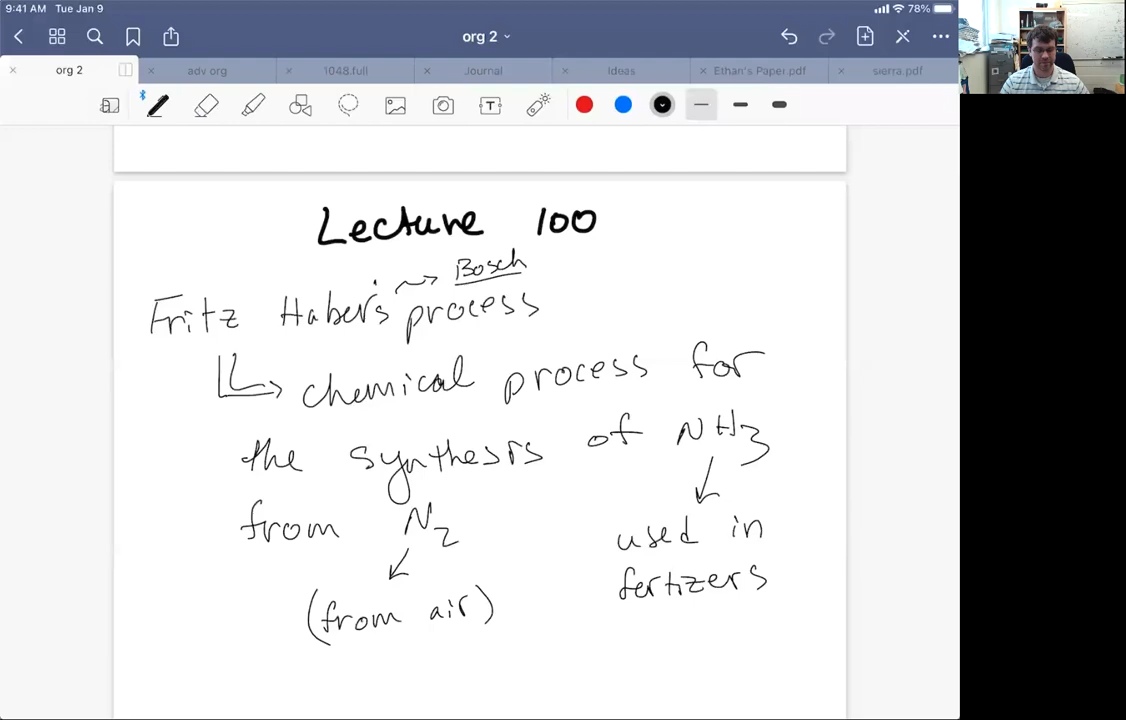 9:41 AM Tue Jan 9
78%
org 2
org 2
adv org
1048.full
Journal
Ideas
Ethan's Paper.pdf
sierra.pdf
T
Lecture 100
Bosch
Fritz Haber's process
chemical process for
the synthesis of NH3
from N2
used in
fertizers
(from air)